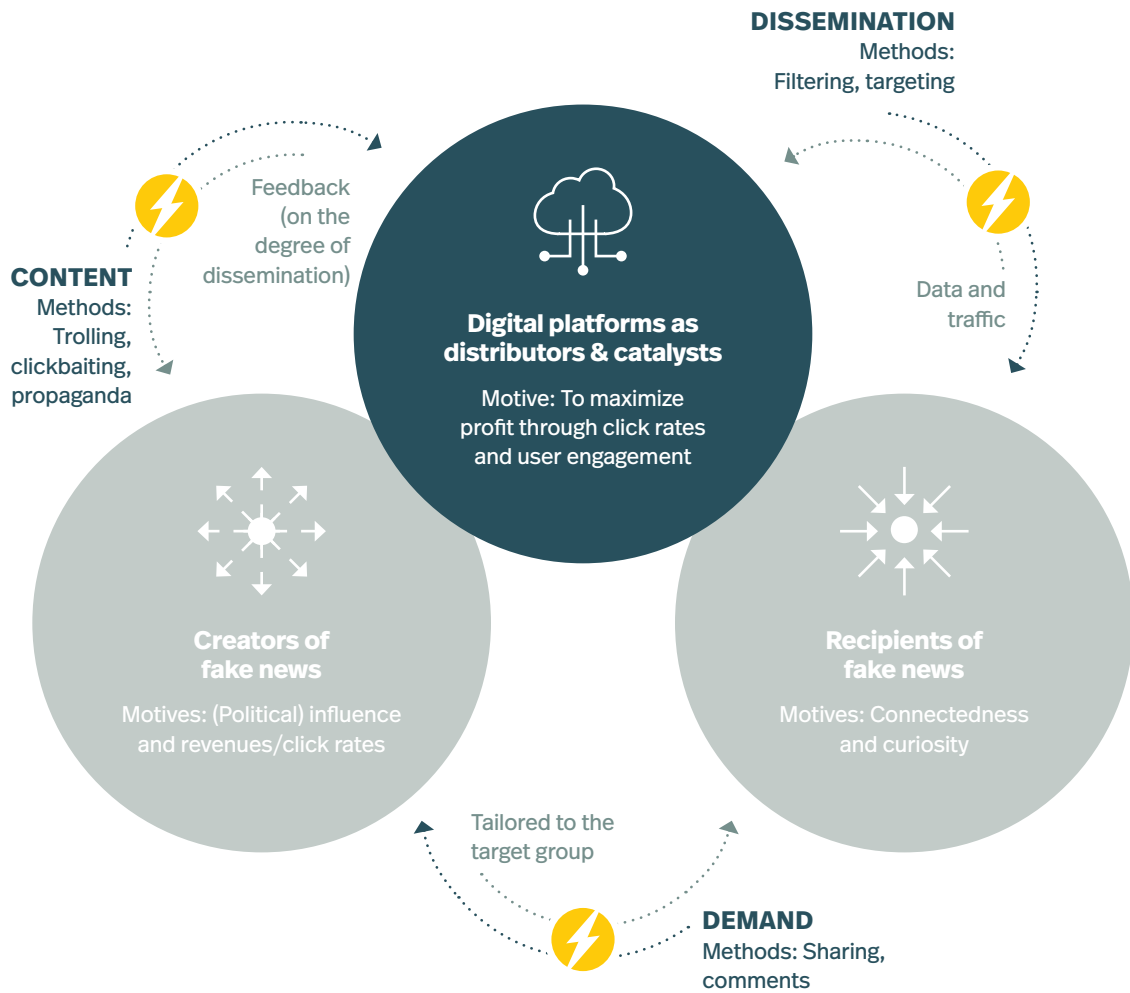 DISSEMINATION
Methods:
Filtering, targeting
Feedback
(on the
degree of
dissemination)
CONTENT
Methods:
Trolling,
clickbaiting,
propaganda
Data and
traffic
Digital platforms as
distributors & catalysts
Motive: To maximize
profit through click rates
and user engagement
Creators of
fake news
Motives: (Political) influence
and revenues/click rates
Recipients of
fake news
Motives: Connectedness
and curiosity
Tailored to the
target group
DEMAND
Methods: Sharing,
comments